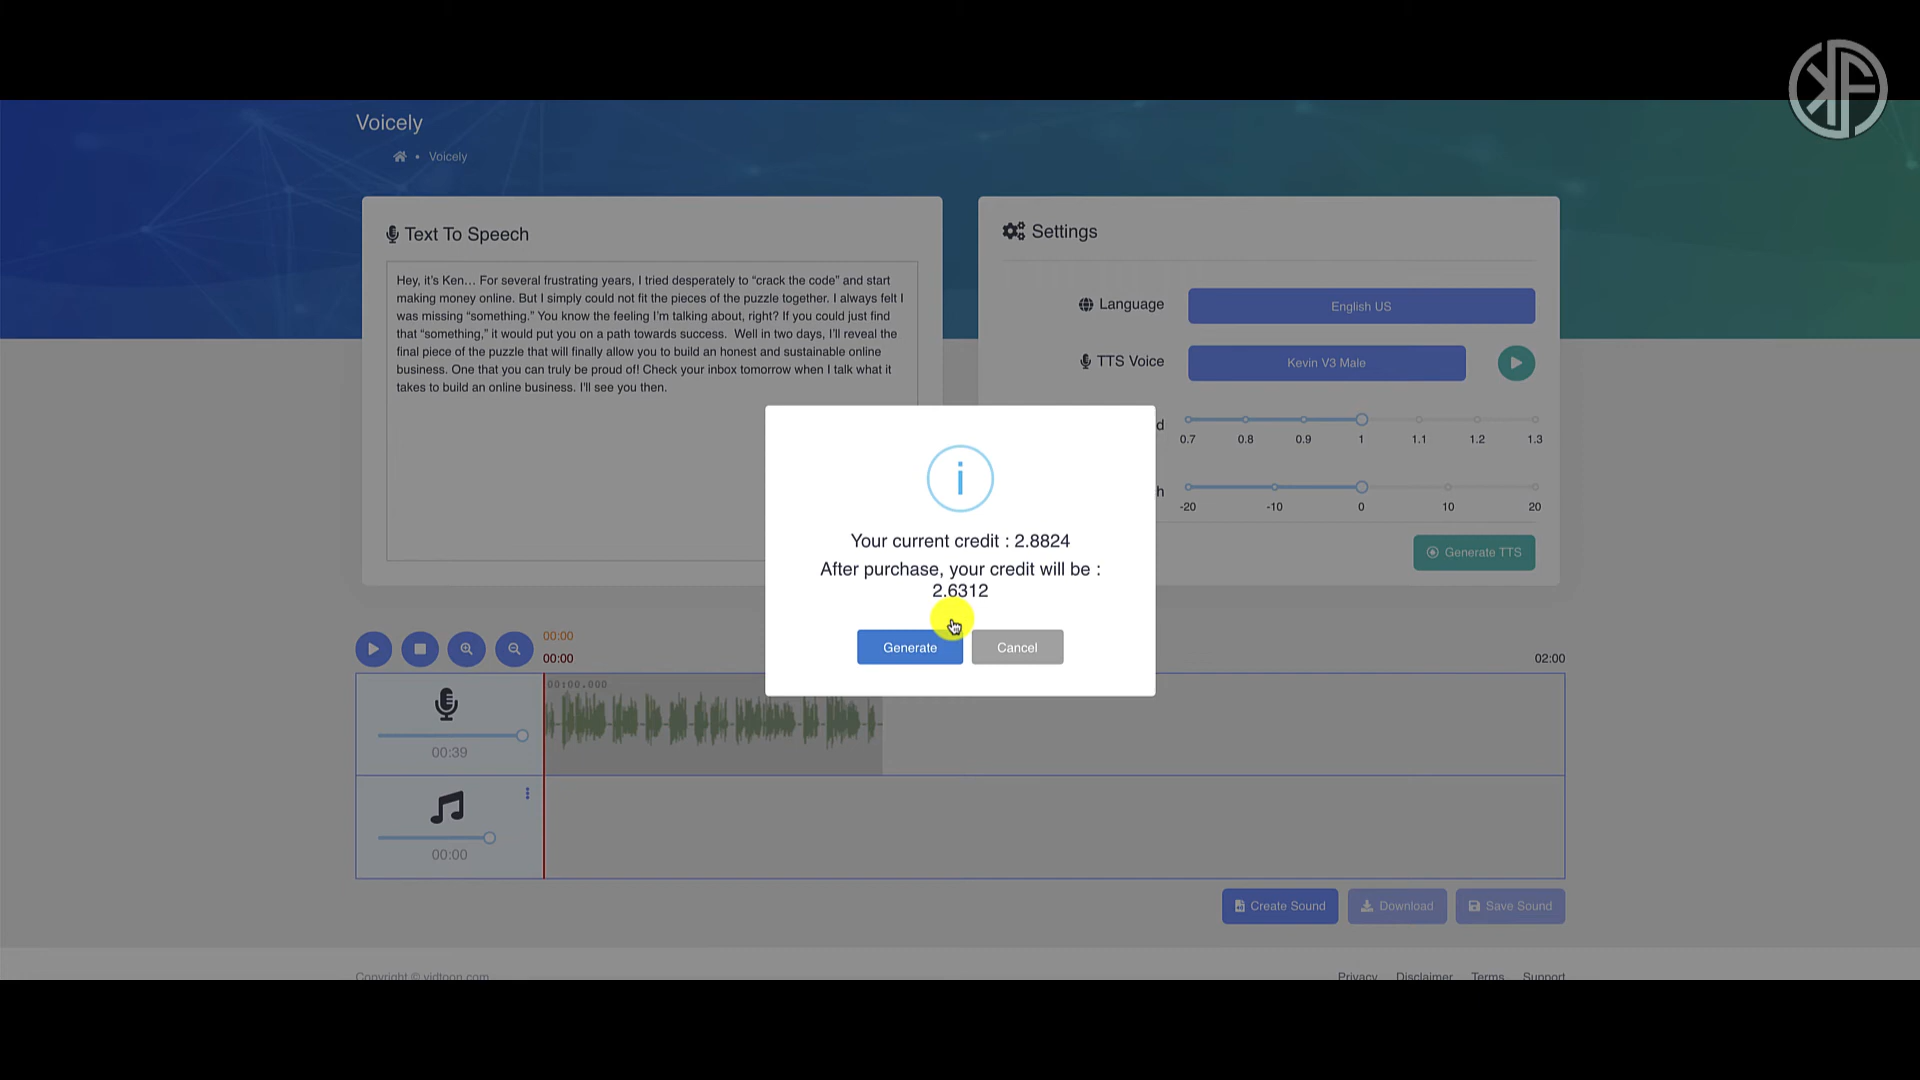 KF
Voicely
Voicely
Text To Speech
Hey, it's Ken... For several frustrating years, I tried desperately to “crack the code” and start
making money online. But I simply could not fit the pieces of the puzzle together. I always felt I
was missing “something.” You know the feeling I'm talking about, right? If you could just find
that “something,” it would put you on a path towards success.  Well in two days, I'll reveal the
final piece of the puzzle that will finally allow you to build an honest and sustainable online
business. One that you can truly be proud of! Check your inbox tomorrow when I talk what it
takes to build an online business. I'll see you then.
Settings
Language
English US
TTS Voice
Kevin V3 Male
d
0.7 0.8 0.9 1 1.1 1.2 1.3
h
-20 -10 0 10 20
Generate TTS
i
Your current credit : 2.8824
After purchase, your credit will be :
2.6312
Generate Cancel
00:00
00:00
02:00
00:00.000
00:39
00:00
Create Sound Download Save Sound
Copyright © vidtoon.com
Privacy Disclaimer Terms Support